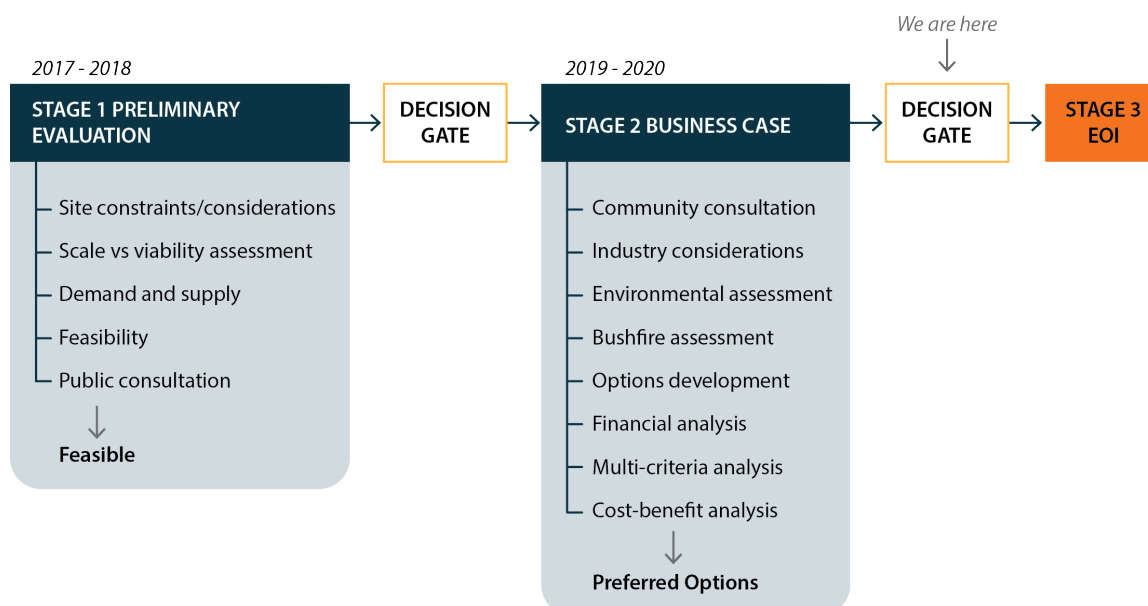 We are here
2017 - 2018
2019 - 2020
STAGE 1 PRELIMINARY
EVALUATION
DECISION
GATE
STAGE 2 BUSINESS CASE
DECISION
GATE
STAGE 3
EOI
Site constraints/considerations
Scale vs viability assessment
Demand and supply
Feasibility
Public consultation
Feasible
Community consultation
Industry considerations
Environmental assessment
Bushfire assessment
Options development
Financial analysis
Multi-criteria analysis
Cost-benefit analysis
Preferred Options